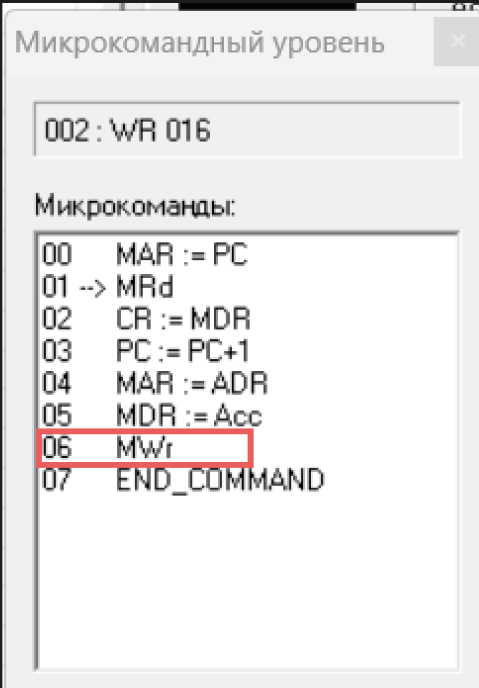 Микрокомандный уровень
002 : WR 016
Микрокоманды:
00 MAR := PC
01 --> MRd
02 CR := MDR
03 PC := PC+1
04 MAR := ADR
05 MDR := Acc
06 MWr
07 END_COMMAND